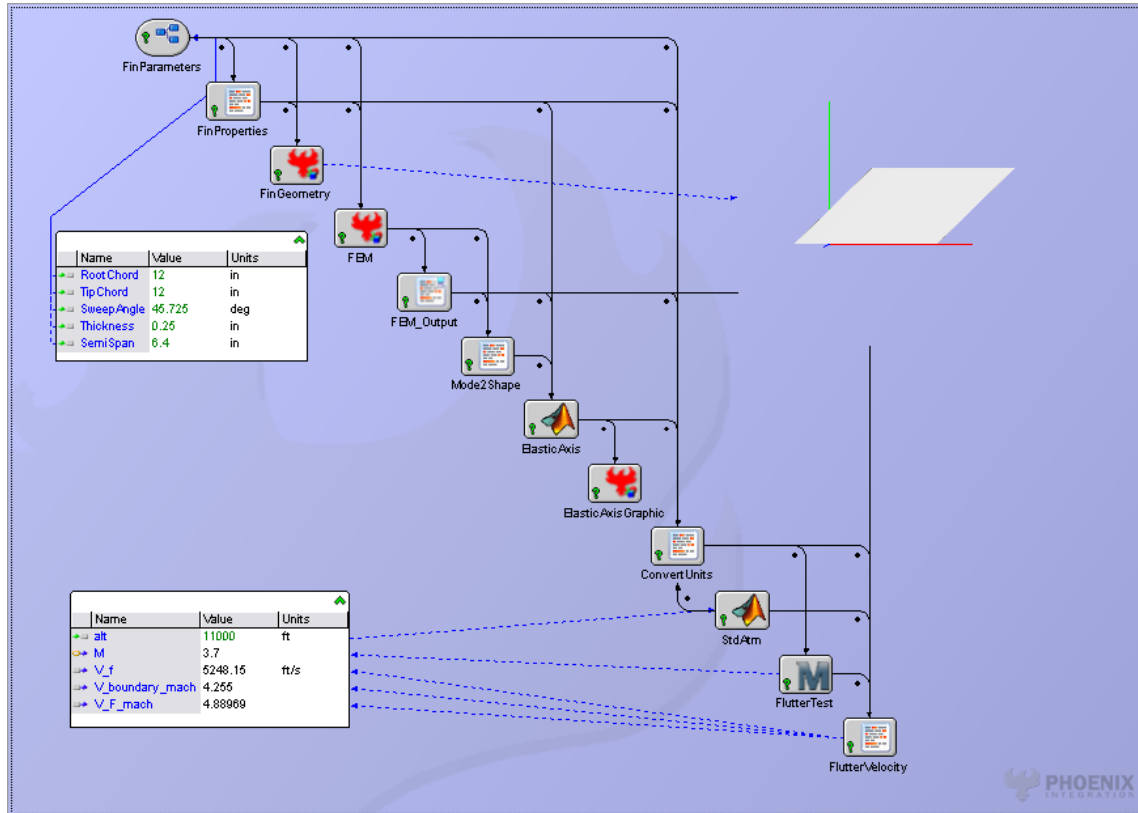 FinParameters
FinProperties
FinGeometry
FEM
Name Value Units
RootChord 12 in
TipChord 12 in
SweepAngle 45.725 deg
Thickness 0.25 in
SemiSpan 6.4 in
FEM_Output
Mode2Shape
ElasticAxis
ElasticAxisGraphic
ConvertUnits
StdAtm
Name Value Units
alt 11000 ft
M 3.7
V_f 5248.15 ft/s
V_boundary_mach 4.255
V_F_mach 4.88969
M
FlutterTest
FlutterVelocity
PHOENIX
INTEGRATION